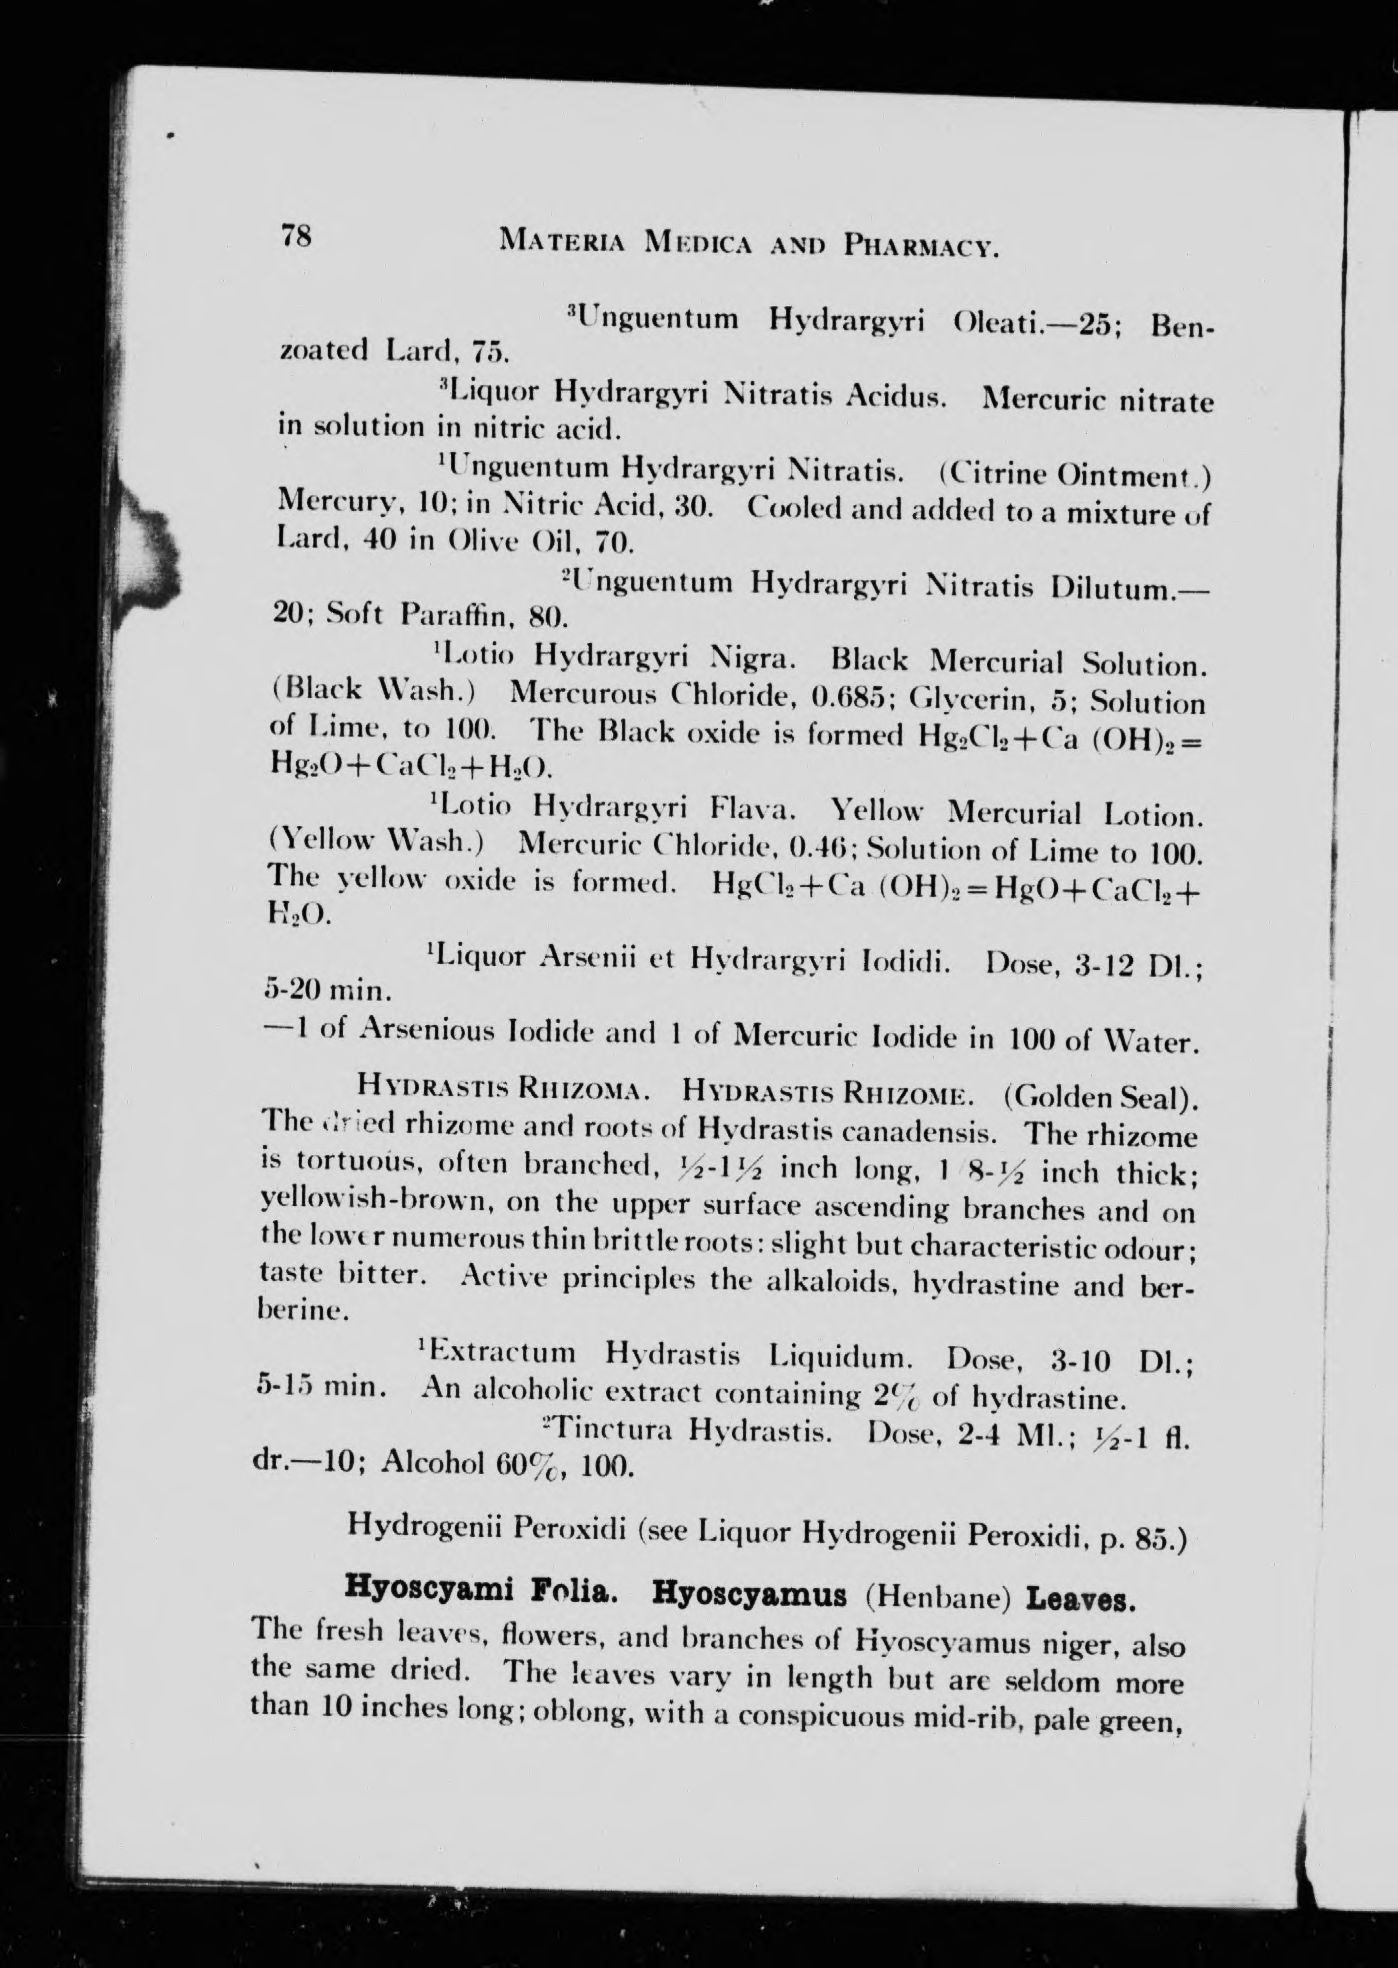 78 MATERIA MEDICA AND PHARMACY.
³Unguentum Hydrargyri Oleati.—25; Ben-
zoated Lard, 75.
³Liquor Hydrargyri Nitratis Acidus. Mercuric nitrate
in solution in nitric acid.
¹Unguentum Hydrargyri Nitratis. (Citrine Ointment.)
Mercury, 10; in Nitric Acid, 30. Cooled and added to a mixture of
Lard, 40 in Olive Oil, 70.
²Unguentum Hydrargyri Nitratis Dilutum.—
20; Soft Paraffin, 80.
¹Lotio Hydrargyri Nigra. Black Mercurial Solution.
(Black Wash.) Mercurous Chloride, 0.685; Glycerin, 5; Solution
of Lime, to 100. The Black oxide is formed Hg₂Cl₂+Ca (OH)₂=
Hg₂O+CaCl₂+H₂O.
¹Lotio Hydrargyri Flava. Yellow Mercurial Lotion.
(Yellow Wash.) Mercuric Chloride, 0.46; Solution of Lime to 100.
The yellow oxide is formed. HgCl₂+Ca (OH)₂=HgO+CaCl₂+
H₂O.
¹Liquor Arsenii et Hydrargyri Iodidi. Dose, 3-12 Dl.;
5-20 min.
—1 of Arsenious Iodide and 1 of Mercuric Iodide in 100 of Water.
HYDRASTIS RHIZOMA. HYDRASTIS RHIZOME. (Golden Seal).
The dried rhizome and roots of Hydrastis canadensis. The rhizome
is tortuous, often branched, ½-1½ inch long, 1 8-½ inch thick;
yellowish-brown, on the upper surface ascending branches and on
the lower numerous thin brittle roots: slight but characteristic odour;
taste bitter. Active principles the alkaloids, hydrastine and ber-
berine.
¹Extractum Hydrastis Liquidum. Dose, 3-10 Dl.;
5-15 min. An alcoholic extract containing 2% of hydrastine.
²Tinctura Hydrastis. Dose, 2-4 Ml.; ½-1 fl.
dr.—10; Alcohol 60%, 100.
Hydrogenii Peroxidi (see Liquor Hydrogenii Peroxidi, p. 85.)
Hyoscyami Folia. Hyoscyamus (Henbane) Leaves.
The fresh leaves, flowers, and branches of Hyoscyamus niger, also
the same dried. The leaves vary in length but are seldom more
than 10 inches long; oblong, with a conspicuous mid-rib, pale green,